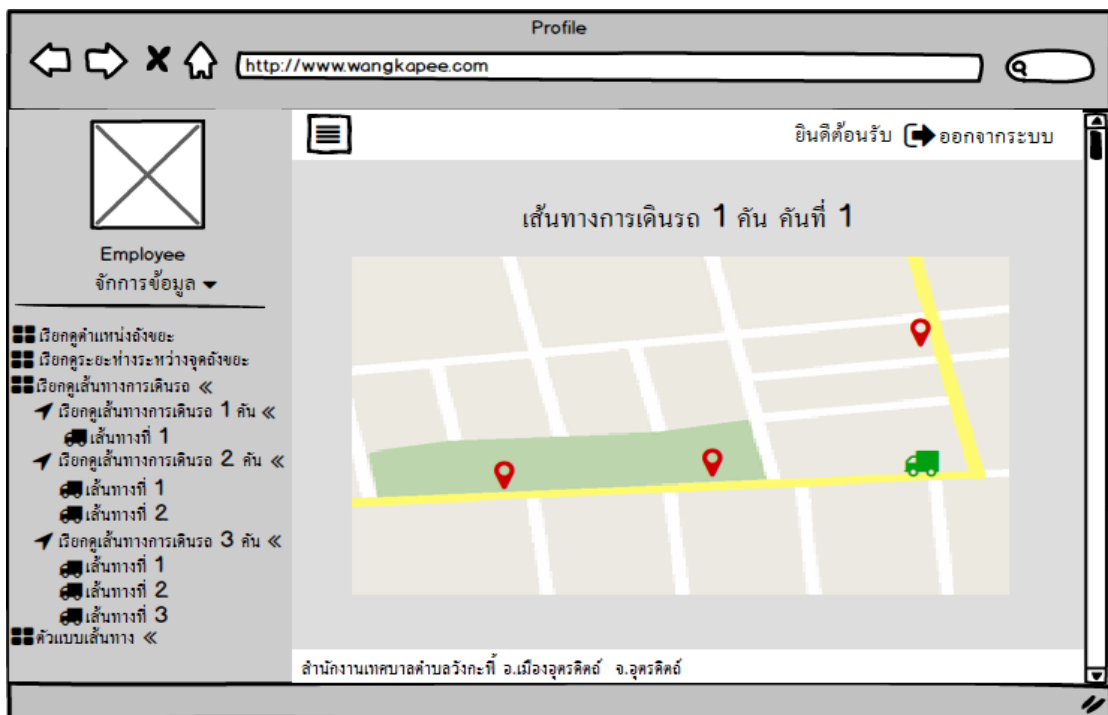 Profile
http://www.wangkapee.com
ยินดีต้อนรับ ออกจากระบบ
Employee
จัดการข้อมูล
เรียกดูตำแหน่งถังขยะ
เรียกดูระยะห่างระหว่างจุดถังขยะ
เรียกดูเส้นทางการเดินรถ «
เรียกดูเส้นทางการเดินรถ 1 คัน «
เส้นทางที่ 1
เรียกดูเส้นทางการเดินรถ 2 คัน «
เส้นทางที่ 1
เส้นทางที่ 2
เรียกดูเส้นทางการเดินรถ 3 คัน «
เส้นทางที่ 1
เส้นทางที่ 2
เส้นทางที่ 3
ตัวแบบเส้นทาง «
เส้นทางการเดินรถ 1 คัน คันที่ 1
สำนักงานเทศบาลตำบลวังกะพี้ อ.เมืองอุตรดิตถ์ จ.อุตรดิตถ์